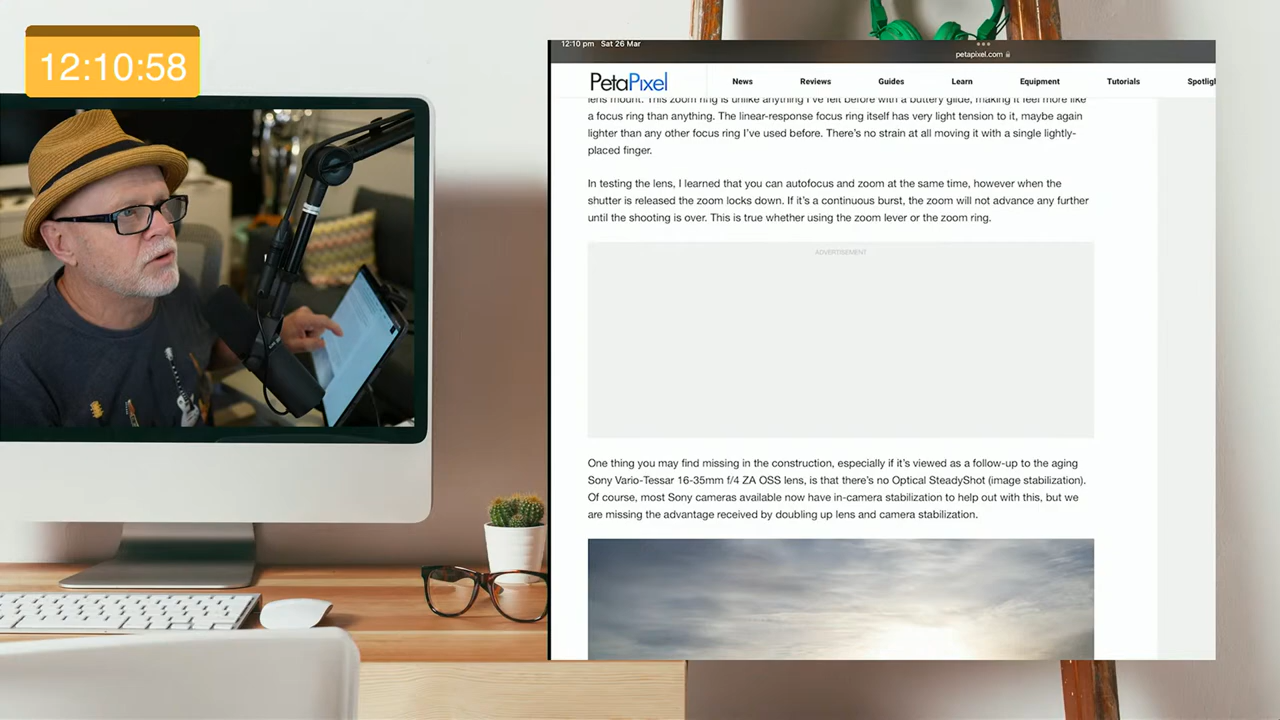 12:10:58
12:10 pm Sat 26 Mar
petapixel.com
PetaPixel
News
Reviews
Guides
Learn
Equipment
Tutorials
Spotligh
lens mount. This zoom ring is unlike anything I've felt before with a buttery glide, making it feel more like
a focus ring than anything. The linear-response focus ring itself has very light tension to it, maybe again
lighter than any other focus ring I've used before. There's no strain at all moving it with a single lightly-
placed finger.
In testing the lens, I learned that you can autofocus and zoom at the same time, however when the
shutter is released the zoom locks down. If it's a continuous burst, the zoom will not advance any further
until the shooting is over. This is true whether using the zoom lever or the zoom ring.
ADVERTISEMENT
One thing you may find missing in the construction, especially if it's viewed as a follow-up to the aging
Sony Vario-Tessar 16-35mm f/4 ZA OSS lens, is that there's no Optical SteadyShot (image stabilization).
Of course, most Sony cameras available now have in-camera stabilization to help out with this, but we
are missing the advantage received by doubling up lens and camera stabilization.